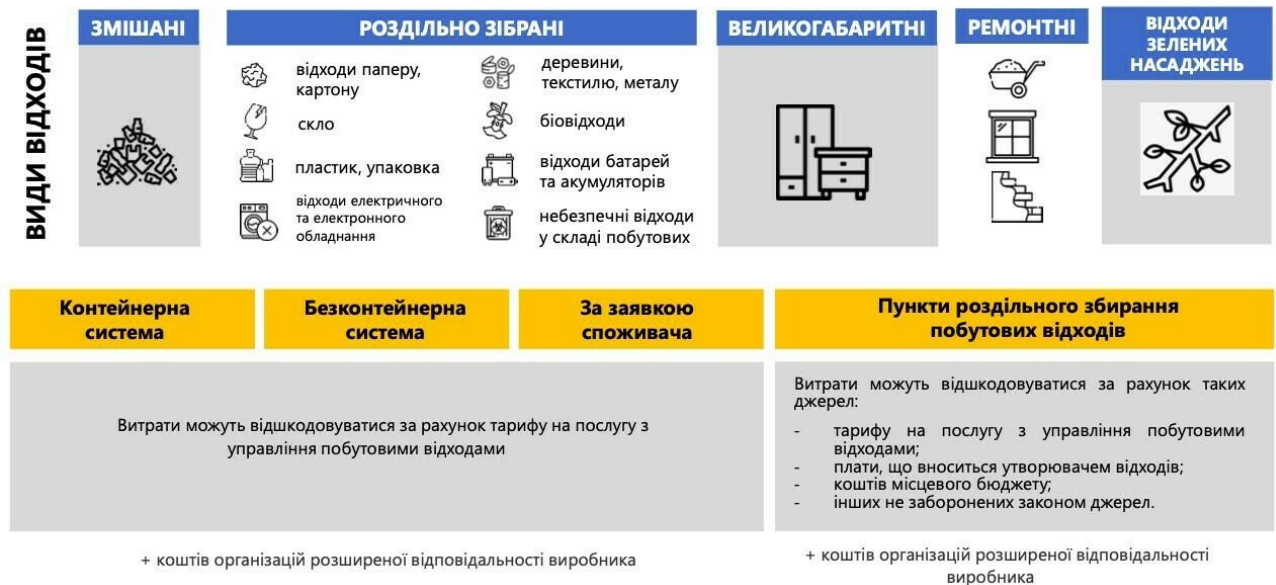 ВИДИ ВІДХОДІВ
ЗМІШАНІ
РОЗДІЛЬНО ЗІБРАНІ
відходи паперу,
картону
скло
пластик, упаковка
відходи електричного
та електронного
обладнання
деревини,
текстилю, металу
біовідходи
відходи батарей
та акумуляторів
небезпечні відходи
у складі побутових
ВЕЛИКОГАБАРИТНІ
РЕМОНТНІ
ВІДХОДИ
ЗЕЛЕНИХ
НАСАДЖЕНЬ
Контейнерна
система
Безконтейнерна
система
За заявкою
споживача
Пункти роздільного збирання
побутових відходів
Витрати можуть відшкодовуватися за рахунок тарифу на послугу з
управління побутовими відходами
Витрати можуть відшкодовуватися за рахунок таких
джерел:
- тарифу на послугу з управління побутовими
відходами;
- плати, що вноситься утворювачем відходів;
- коштів місцевого бюджету;
- інших не заборонених законом джерел.
+ коштів організацій розширеної відповідальності виробника
+ коштів організацій розширеної відповідальності
виробника